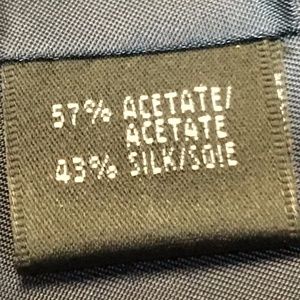 57% ACETATE/
ACETATE
43% SILK/SOIE